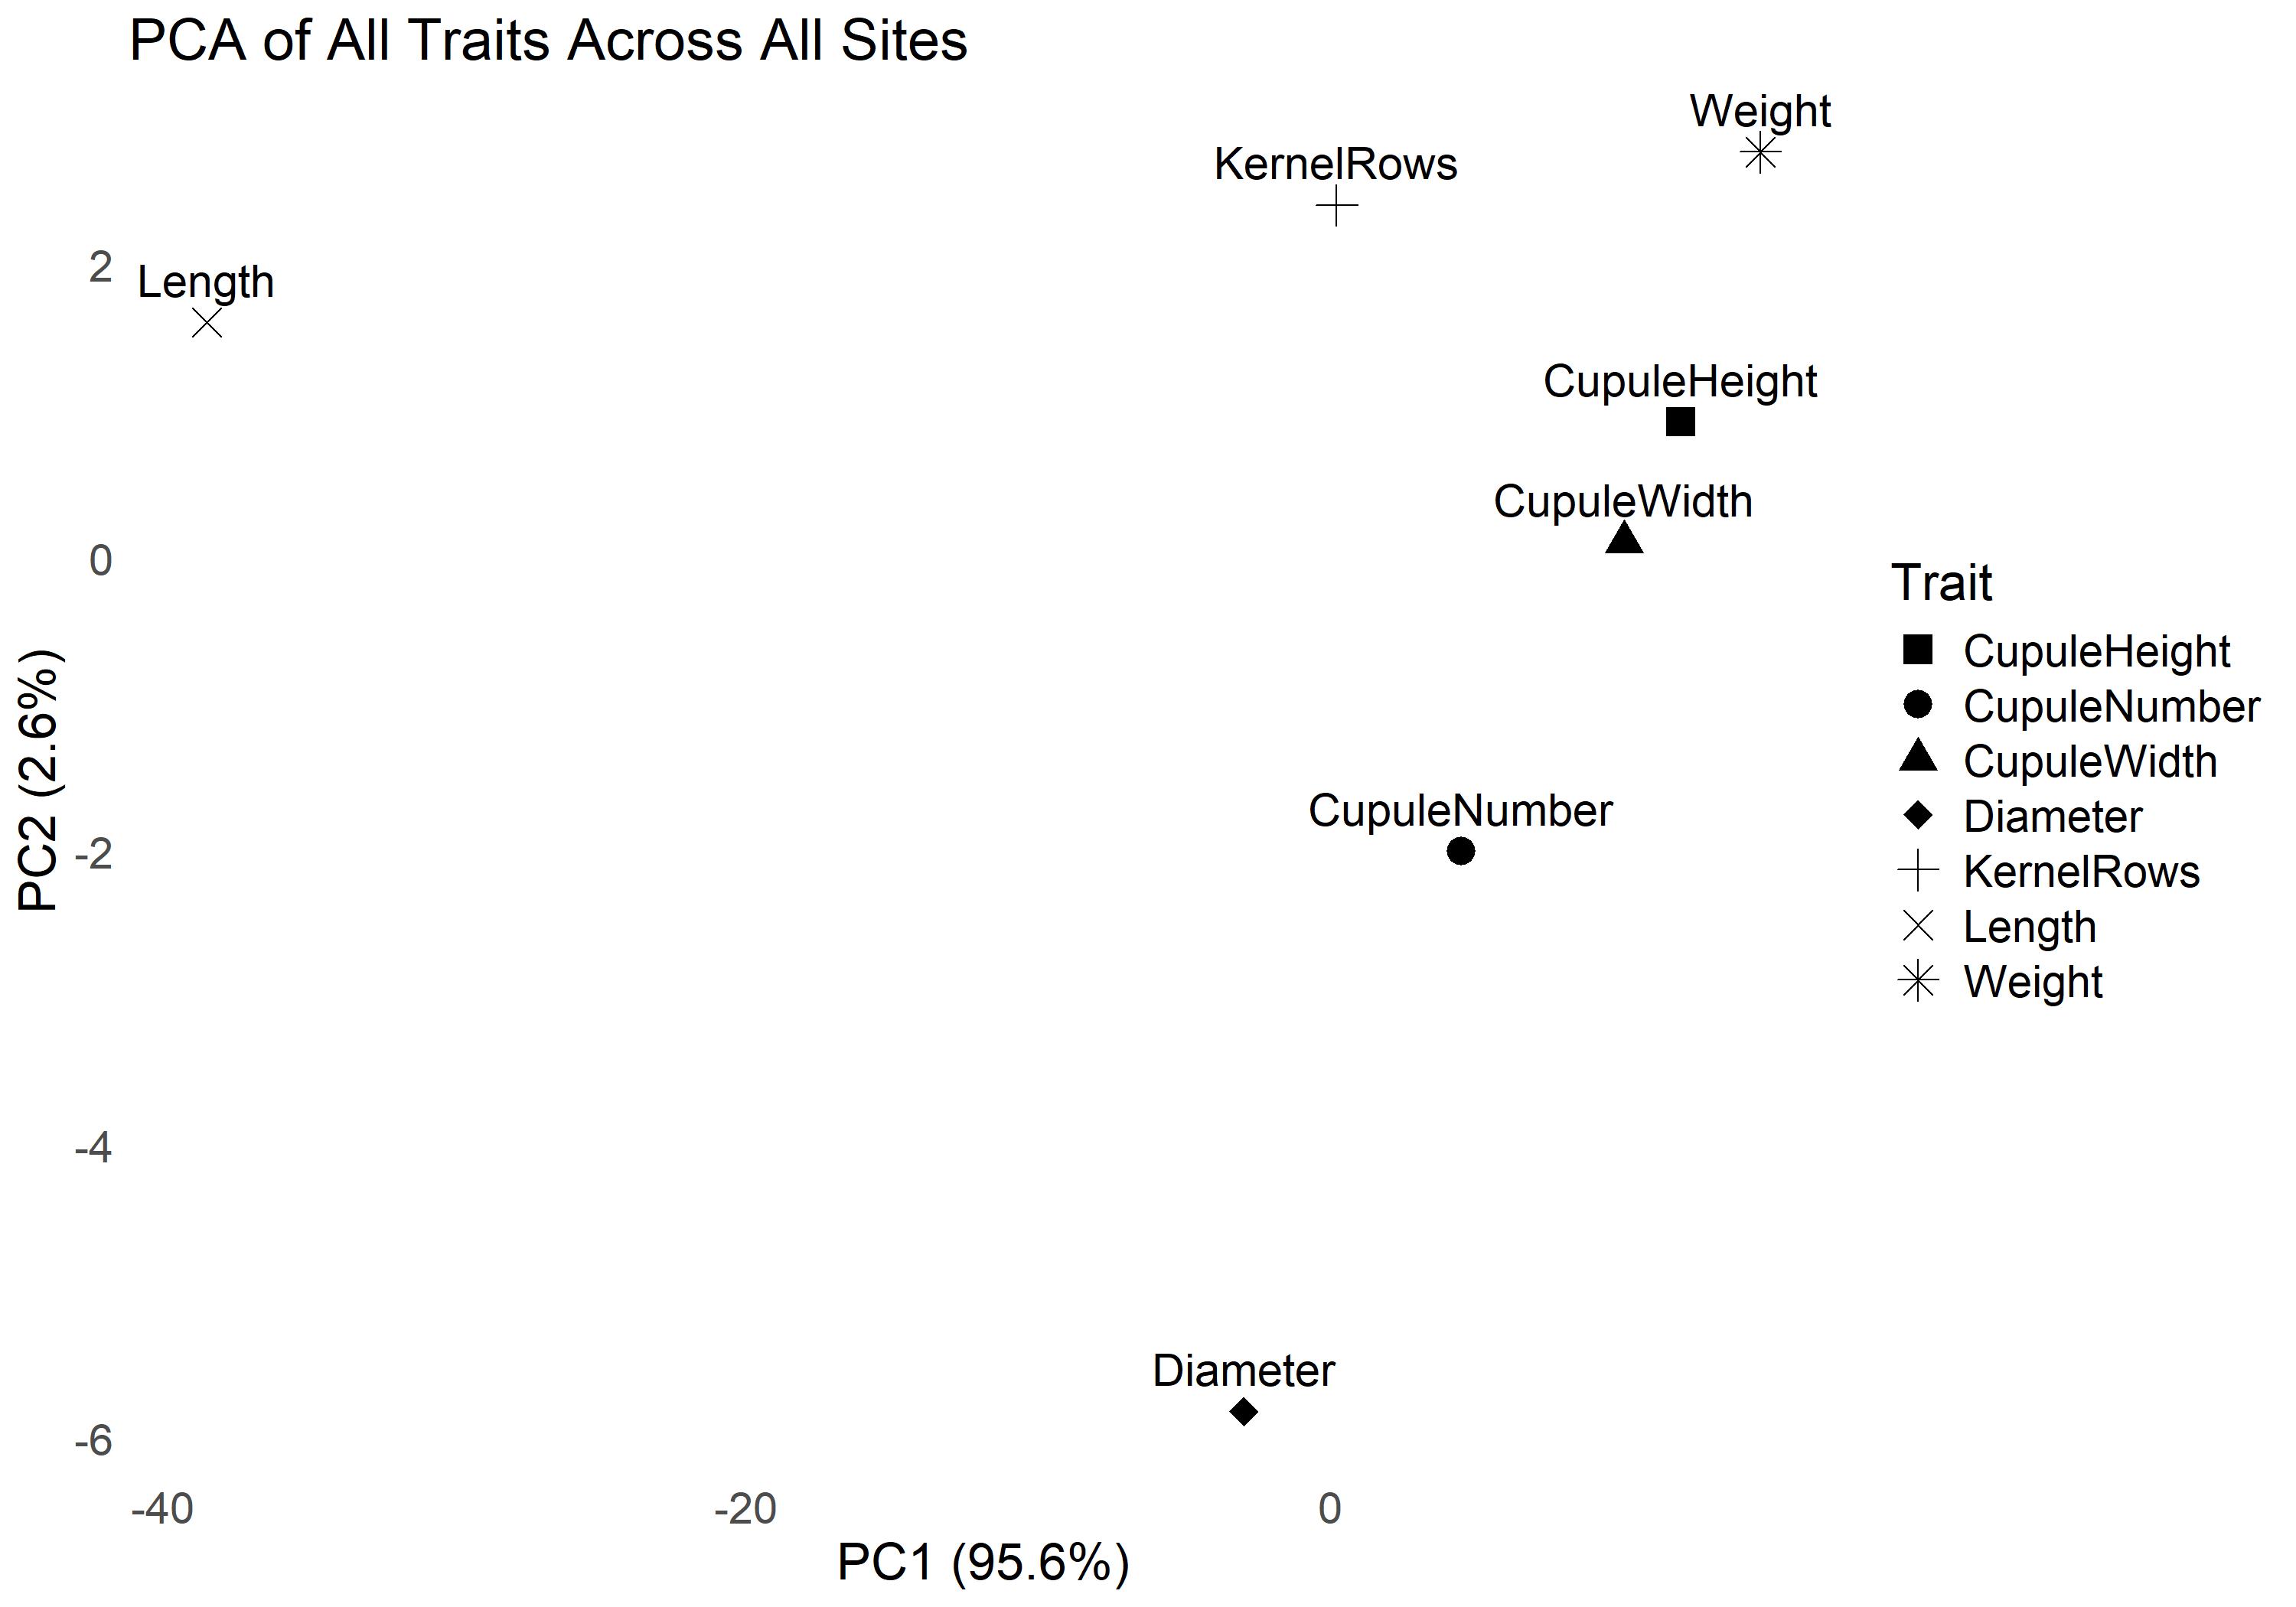 PCA of All Traits Across All Sites
Weight
KernelRows
2
Length
CupuleHeight
CupuleWidth
0
Trait
CupuleHeight
CupuleNumber
CupuleWidth
Diameter
KernelRows
Length
Weight
PC2 (2.6%)
CupuleNumber
-2
-4
Diameter
-6
-40
-20
0
PC1 (95.6%)